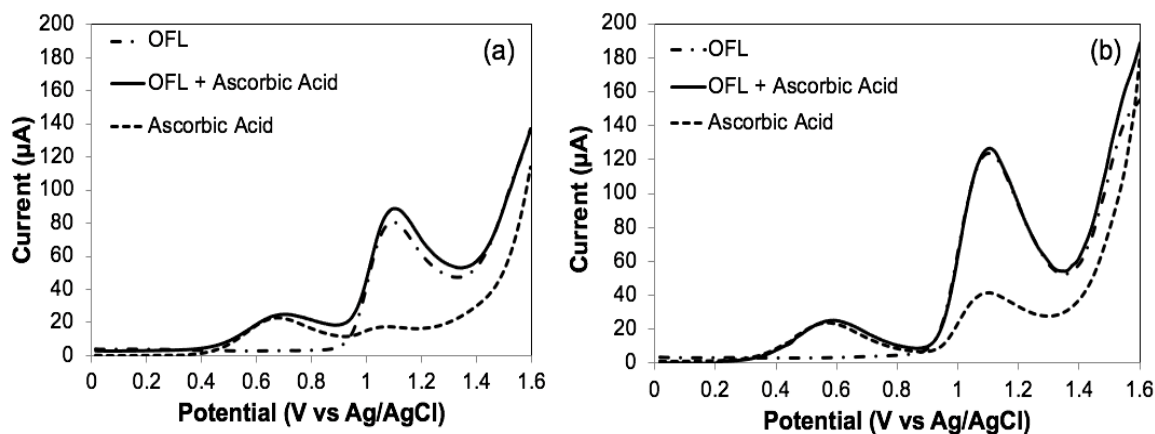 200
180
160
140
120
100
80
60
40
20
0
Current (µA)
OFL
OFL + Ascorbic Acid
Ascorbic Acid
(a)
0 0.2 0.4 0.6 0.8 1 1.2 1.4 1.6
Potential (V vs Ag/AgCl)
200
180
160
140
120
100
80
60
40
20
0
Current (µA)
OFL
OFL + Ascorbic Acid
Ascorbic Acid
(b)
0 0.2 0.4 0.6 0.8 1 1.2 1.4 1.6
Potential (V vs Ag/AgCl)